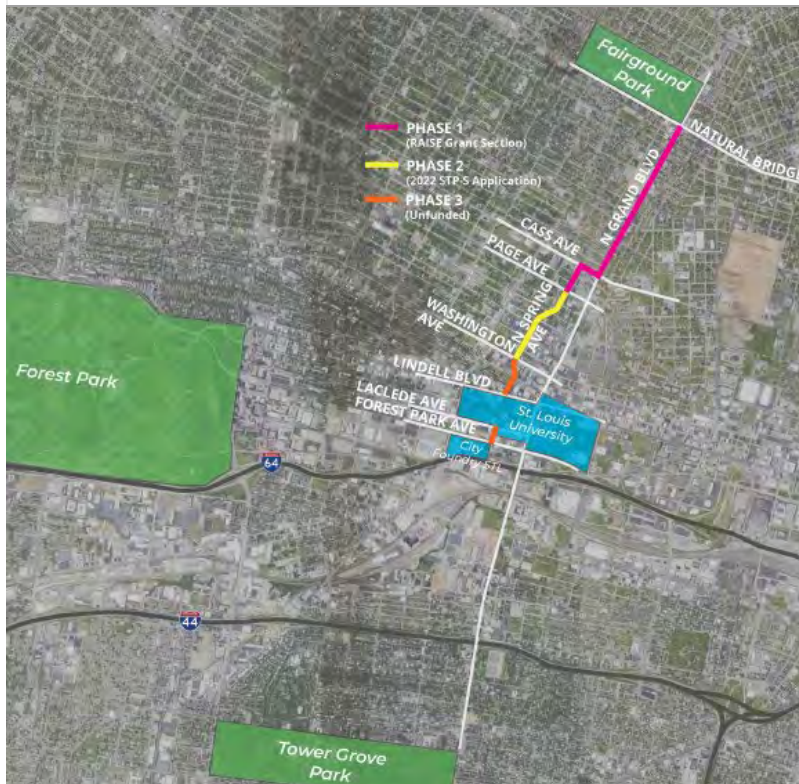 Fairground
Park
PHASE 1
(RAISE Grant Section)
PHASE 2
(2022 STP-S Application)
PHASE 3
(Unfunded)
NATURAL BRIDGE
N GRAND BLVD
CASS AVE
PAGE AVE
N SPRING
AVE
WASHINGTON
AVE
LINDELL BLVD
LACLEDE AVE
FOREST PARK AVE
St. Louis
University
City
Foundry STL
Forest Park
64
44
Tower Grove
Park